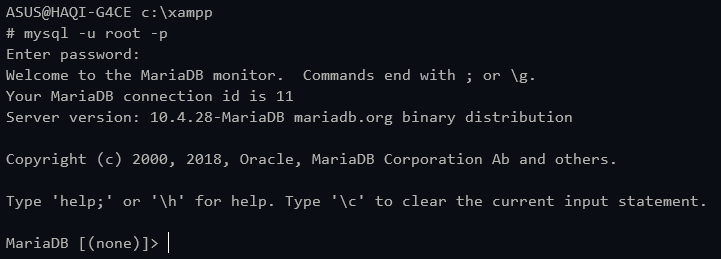 ASUS@HAQI-G4CE c:\xampp
# mysql -u root -p
Enter password:
Welcome to the MariaDB monitor.  Commands end with ; or \g.
Your MariaDB connection id is 11
Server version: 10.4.28-MariaDB mariadb.org binary distribution
Copyright (c) 2000, 2018, Oracle, MariaDB Corporation Ab and others.
Type 'help;' or '\h' for help. Type '\c' to clear the current input statement.
MariaDB [(none)]>